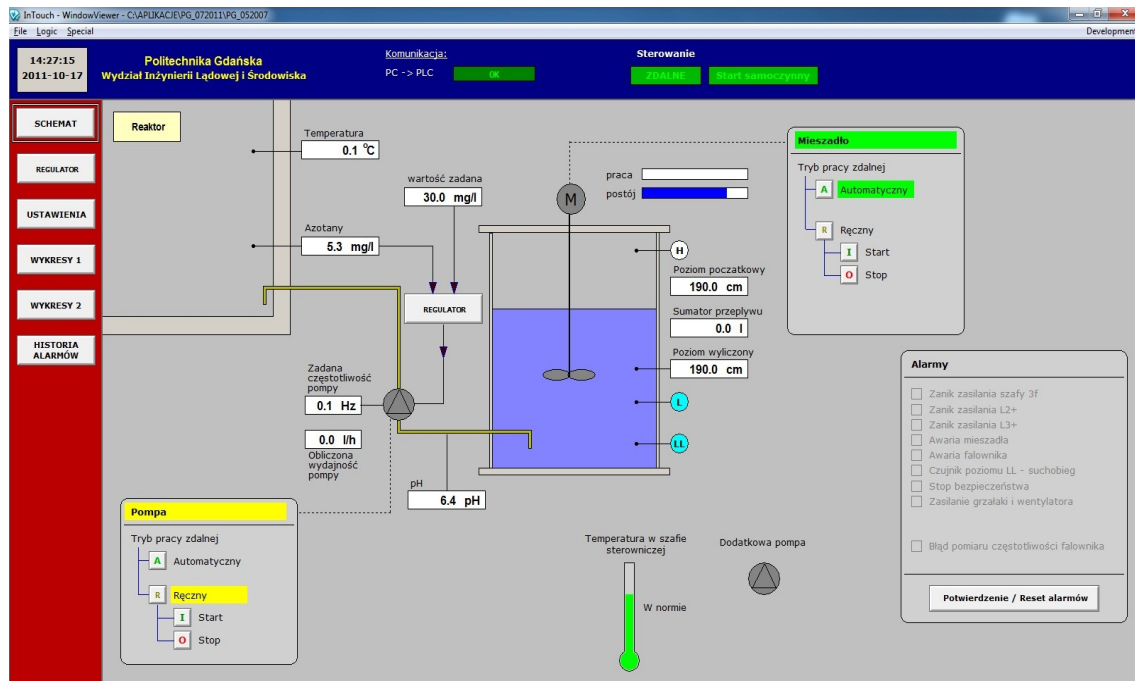 InTouch - WindowViewer - C:\APLIKACJE\PG_072011\PG_052007
File Logic Special
Development
14:27:15
2011-10-17
Politechnika Gdańska
Wydział Inżynierii Lądowej i Środowiska
Komunikacja:
PC -> PLC
OK
Sterowanie
ZDALNE
Start samoczynny
SCHEMAT
REGULATOR
USTAWIENIA
WYKRESY 1
WYKRESY 2
HISTORIA
ALARMÓW
Reaktor
Temperatura
0.1 °C
wartość zadana
30.0 mg/l
Azotany
5.3 mg/l
REGULATOR
Zadana
częstotliwość
pompy
0.1 Hz
0.0 l/h
Obliczona
wydajność
pompy
pH
6.4 pH
praca
postój
M
H
Poziom poczatkowy
190.0 cm
Sumator przepływu
0.0 l
Poziom wyliczony
190.0 cm
L
LL
Mieszadło
Tryb pracy zdalnej
A Automatyczny
R Ręczny
I Start
O Stop
Pompa
Tryb pracy zdalnej
A Automatyczny
R Ręczny
I Start
O Stop
Temperatura w szafie
sterowniczej
W normie
Dodatkowa pompa
Alarmy
Zanik zasilania szafy 3f
Zanik zasilania L2+
Zanik zasilania L3+
Awaria mieszadła
Awaria falownika
Czujnik poziomu LL - suchobieg
Stop bezpieczeństwa
Zasilanie grzałaki i wentylatora
Błąd pomiaru częstotliwości falownika
Potwierdzenie / Reset alarmów